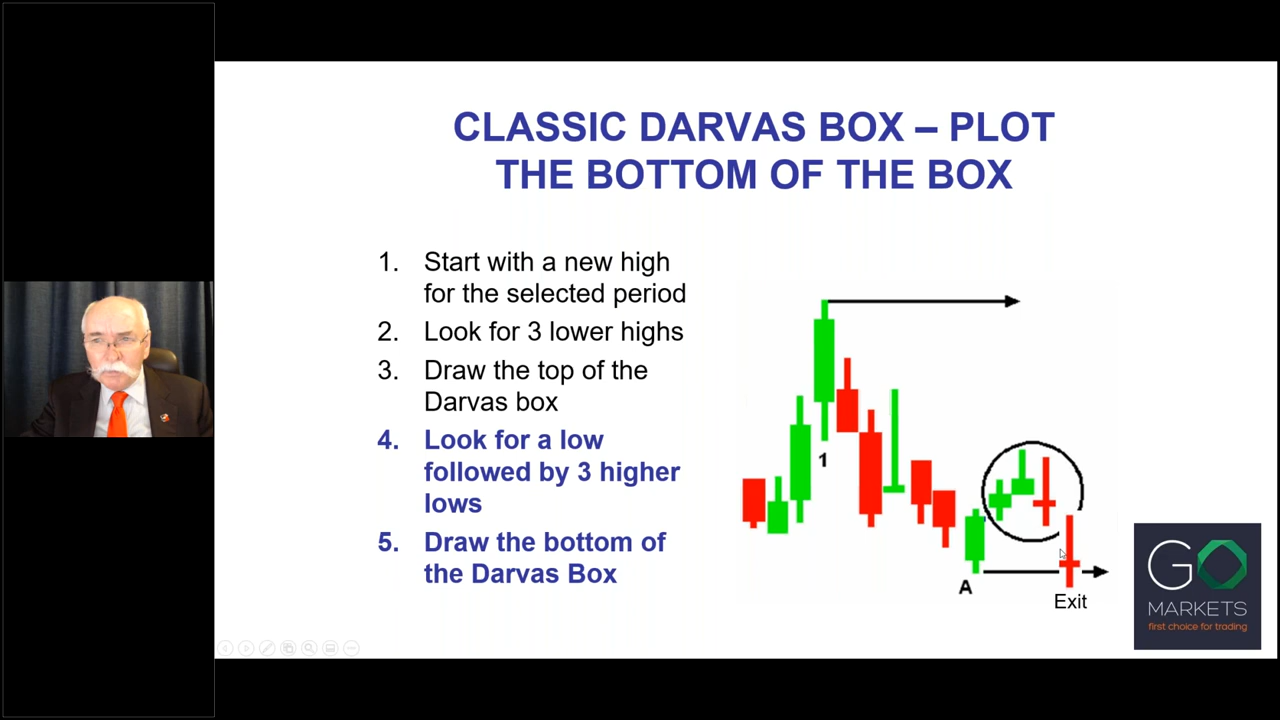 CLASSIC DARVAS BOX – PLOT
THE BOTTOM OF THE BOX
1. Start with a new high
for the selected period
2. Look for 3 lower highs
3. Draw the top of the
Darvas box
4. Look for a low
followed by 3 higher
lows
5. Draw the bottom of
the Darvas Box
1
A
Exit
GO
MARKETS
first choice for trading